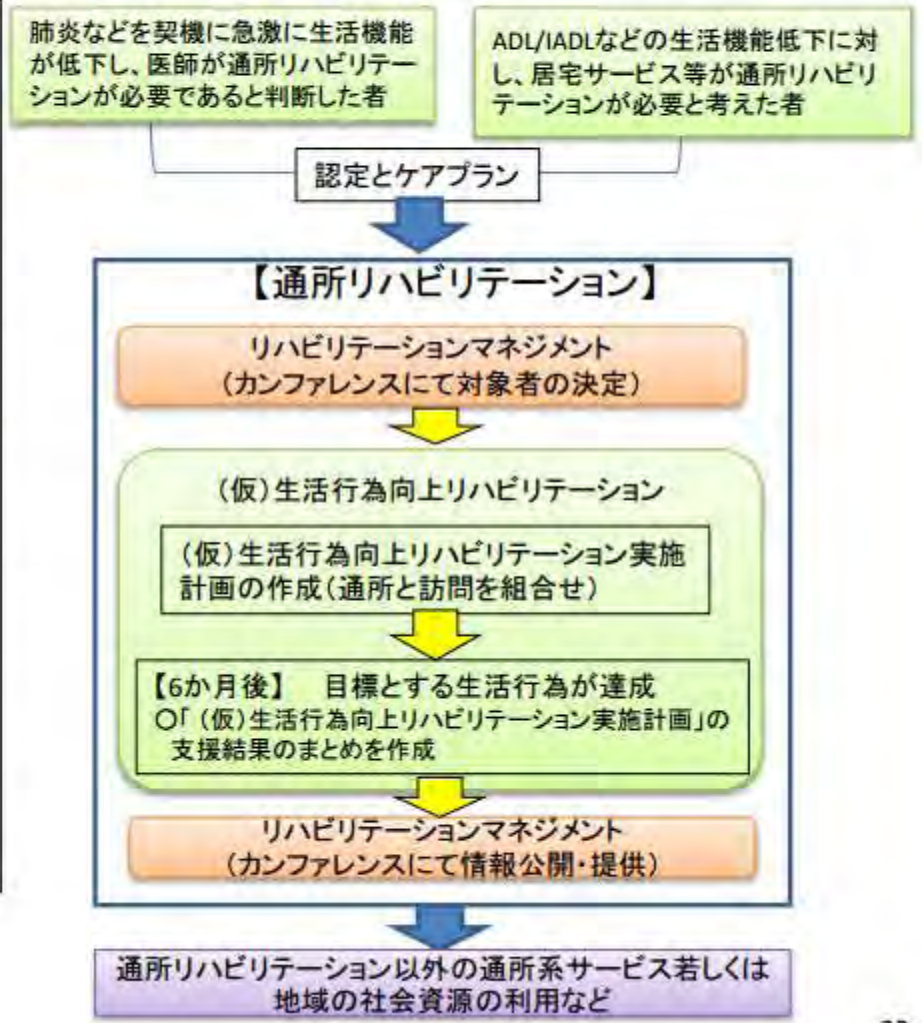 肺炎などを契機に急激に生活機能
が低下し、医師が通所リハビリテー
ションが必要であると判断した者
ADL/IADLなどの生活機能低下に対
し、居宅サービス等が通所リハビリ
テーションが必要と考えた者
認定とケアプラン
【通所リハビリテーション】
リハビリテーションマネジメント
(カンファレンスにて対象者の決定)
(仮)生活行為向上リハビリテーション
(仮)生活行為向上リハビリテーション実施
計画の作成(通所と訪問を組合せ)
【6か月後】 目標とする生活行為が達成
○「(仮)生活行為向上リハビリテーション実施計画」の
支援結果のまとめを作成
リハビリテーションマネジメント
(カンファレンスにて情報公開・提供)
通所リハビリテーション以外の通所系サービス若しくは
地域の社会資源の利用など